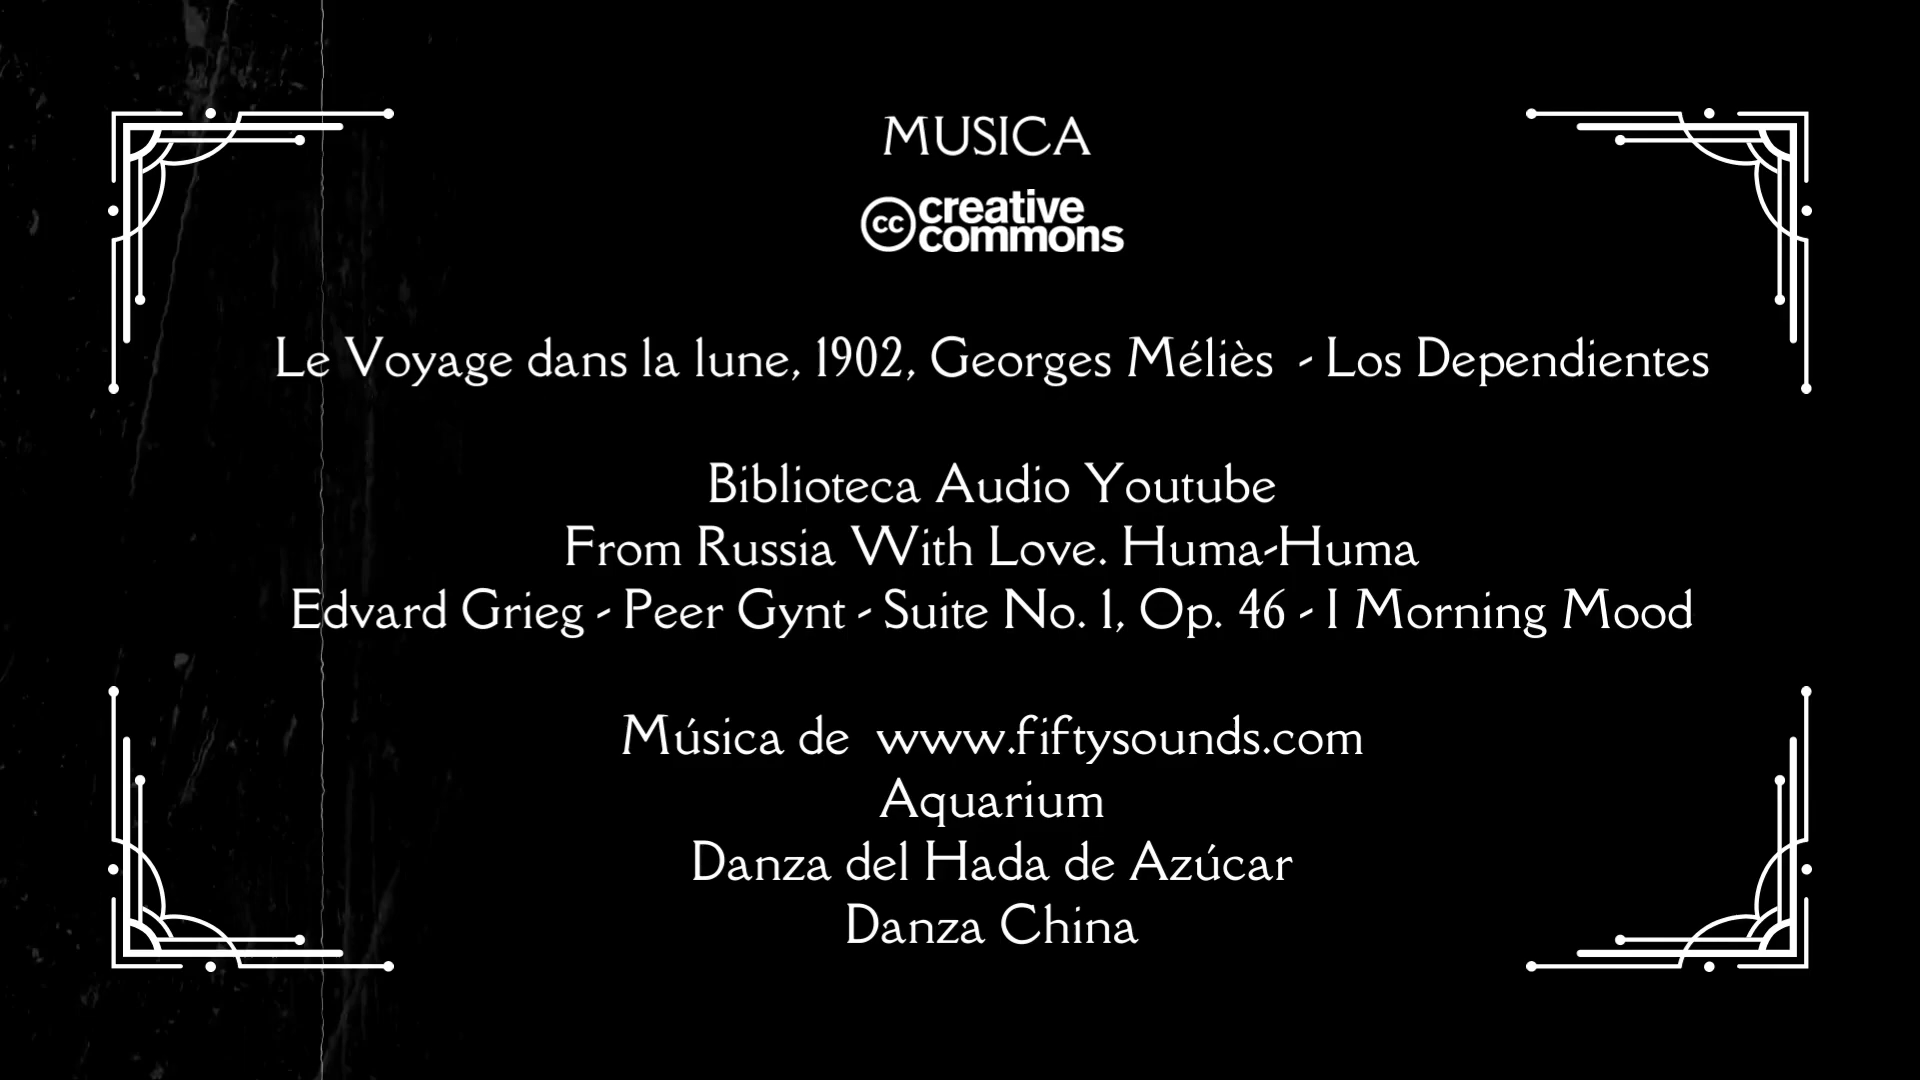 MUSICA
cc creative
commons
Le Voyage dans la lune, 1902, Georges Méliès - Los Dependientes
Biblioteca Audio Youtube
From Russia With Love. Huma-Huma
Edvard Grieg - Peer Gynt - Suite No. 1, Op. 46 - I Morning Mood
Música de www.fiftysounds.com
Aquarium
Danza del Hada de Azúcar
Danza China